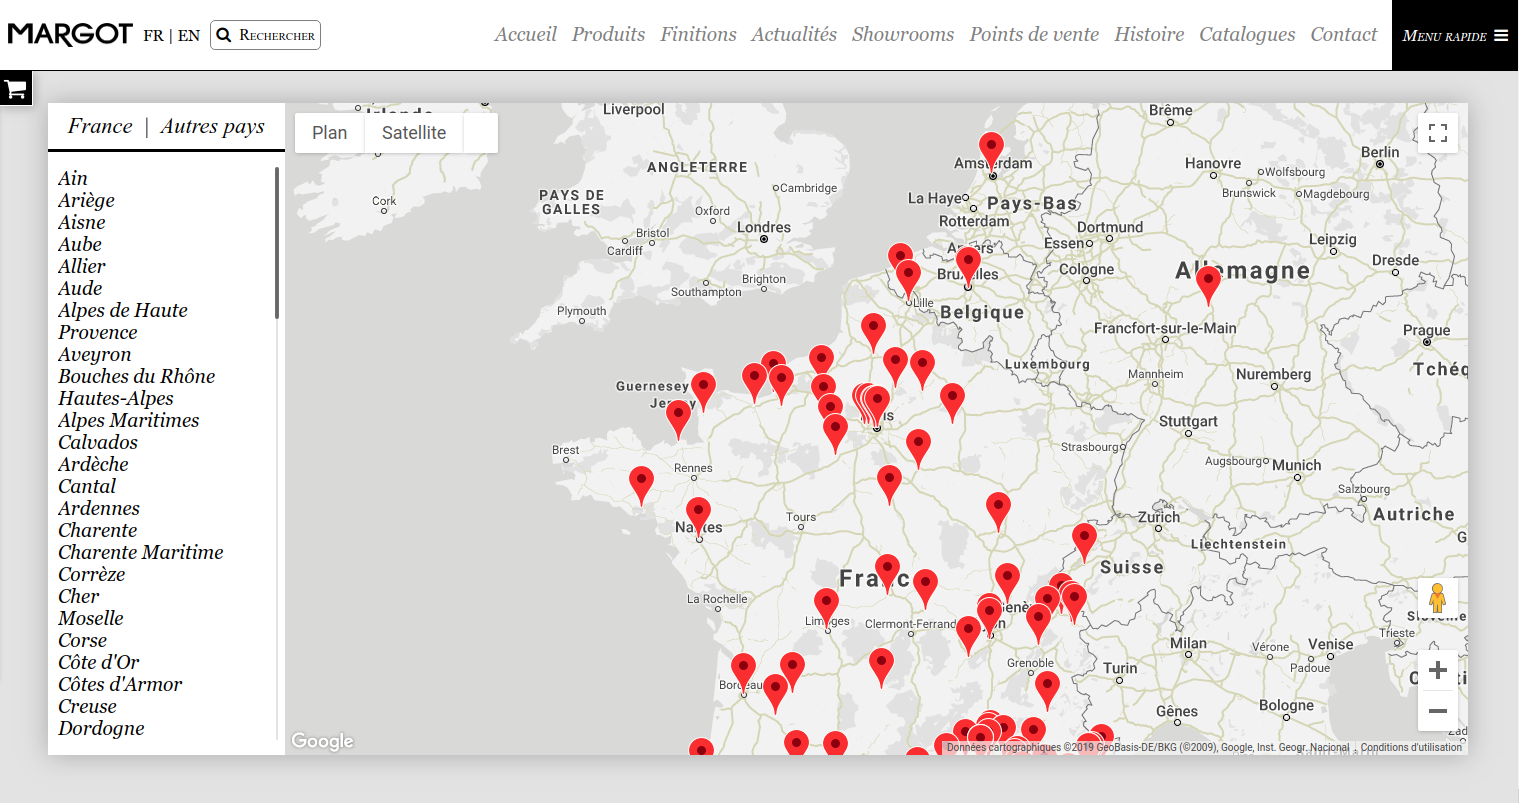 MARGOT FR | EN Rechercher Accueil Produits Finitions Actualités Showrooms Points de vente Histoire Catalogues Contact Menu rapide
France | Autres pays
Ain
Ariège
Aisne
Aube
Allier
Aude
Alpes de Haute
Provence
Aveyron
Bouches du Rhône
Hautes-Alpes
Alpes Maritimes
Calvados
Ardèche
Cantal
Ardennes
Charente
Charente Maritime
Corrèze
Cher
Moselle
Corse
Côte d'Or
Côtes d'Armor
Creuse
Dordogne
Plan Satellite
Liverpool
Brême
ANGLETERRE
Amsterdam
Hanovre
Berlin
Wolfsburg
Cambridge
Brunswick
Magdebourg
PAYS DE
GALLES
Cork
La Haye
Pays-Bas
Oxford
Rotterdam
Londres
Dortmund
Bristol
Essen
Leipzig
Cardiff
Dresde
Bruxelles
Cologne
Allemagne
Brighton
Southampton
Lille
Plymouth
Belgique
Francfort-sur-le-Main
Prague
Luxembourg
Mannheim
Nuremberg
Guernesey
Jersey
Stuttgart
Brest
Strasbourg
Rennes
Augsbourg
Munich
Salzbourg
Tours
Nantes
Zurich
Autriche
Liechtenstein
Suisse
La Rochelle
Limoges
Clermont-Ferrand
Milan
Vérone
Venise
Trieste
Padoue
Grenoble
Turin
Gênes
Bologne
Google
Données cartographiques ©2019 GeoBasis-DE/BKG (©2009), Google, Inst. Geogr. Nacional
Conditions d'utilisation